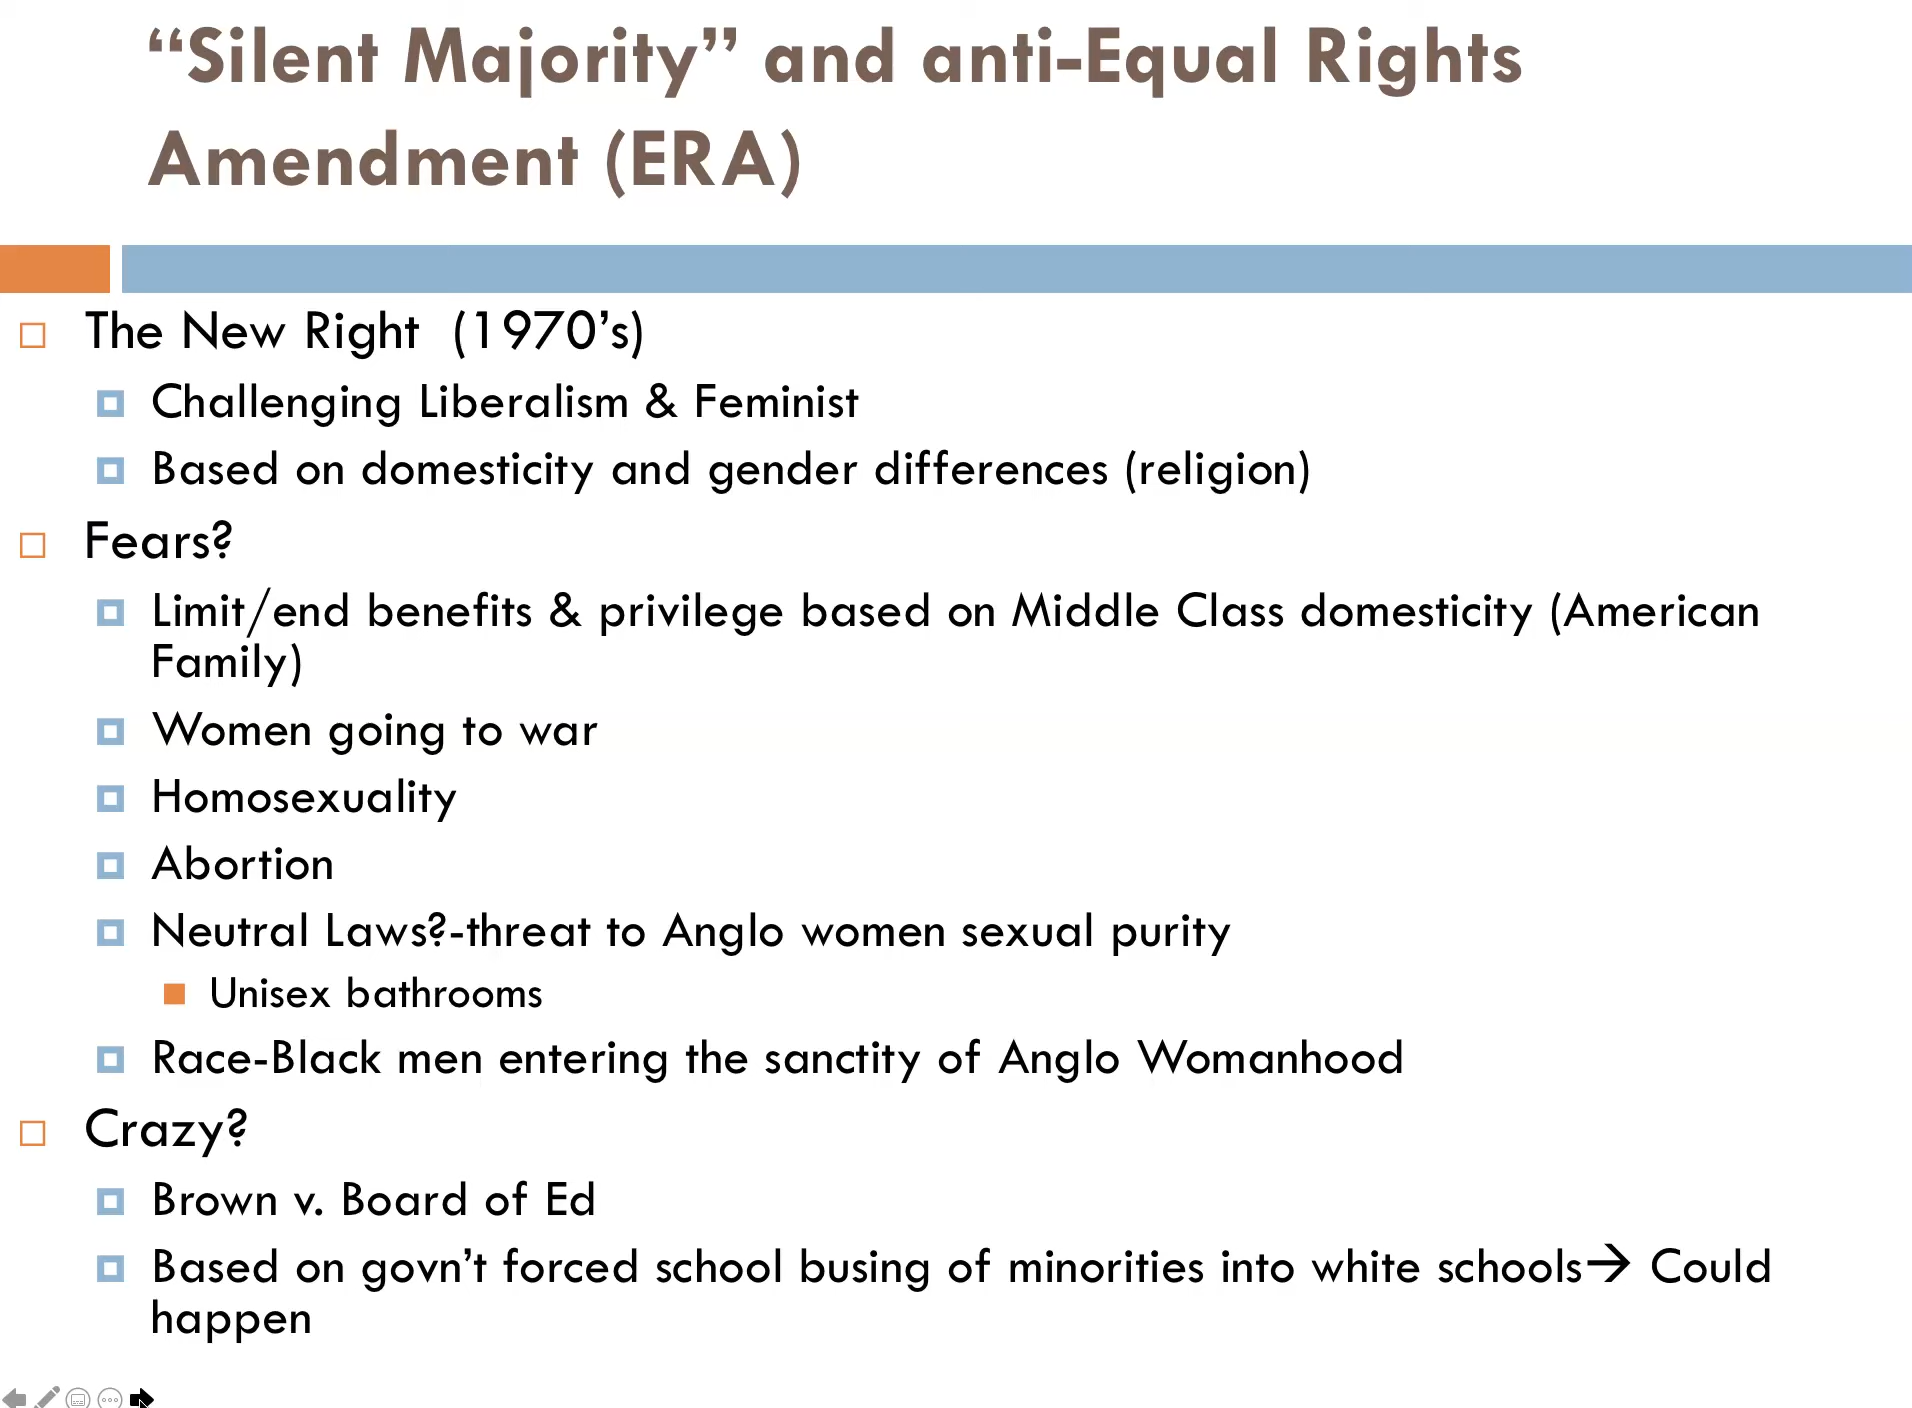 “Silent Majority” and anti-Equal Rights
Amendment (ERA)
The New Right (1970’s)
Challenging Liberalism & Feminist
Based on domesticity and gender differences (religion)
Fears?
Limit/end benefits & privilege based on Middle Class domesticity (American
Family)
Women going to war
Homosexuality
Abortion
Neutral Laws?-threat to Anglo women sexual purity
Unisex bathrooms
Race-Black men entering the sanctity of Anglo Womanhood
Crazy?
Brown v. Board of Ed
Based on govn’t forced school busing of minorities into white schools→ Could
happen